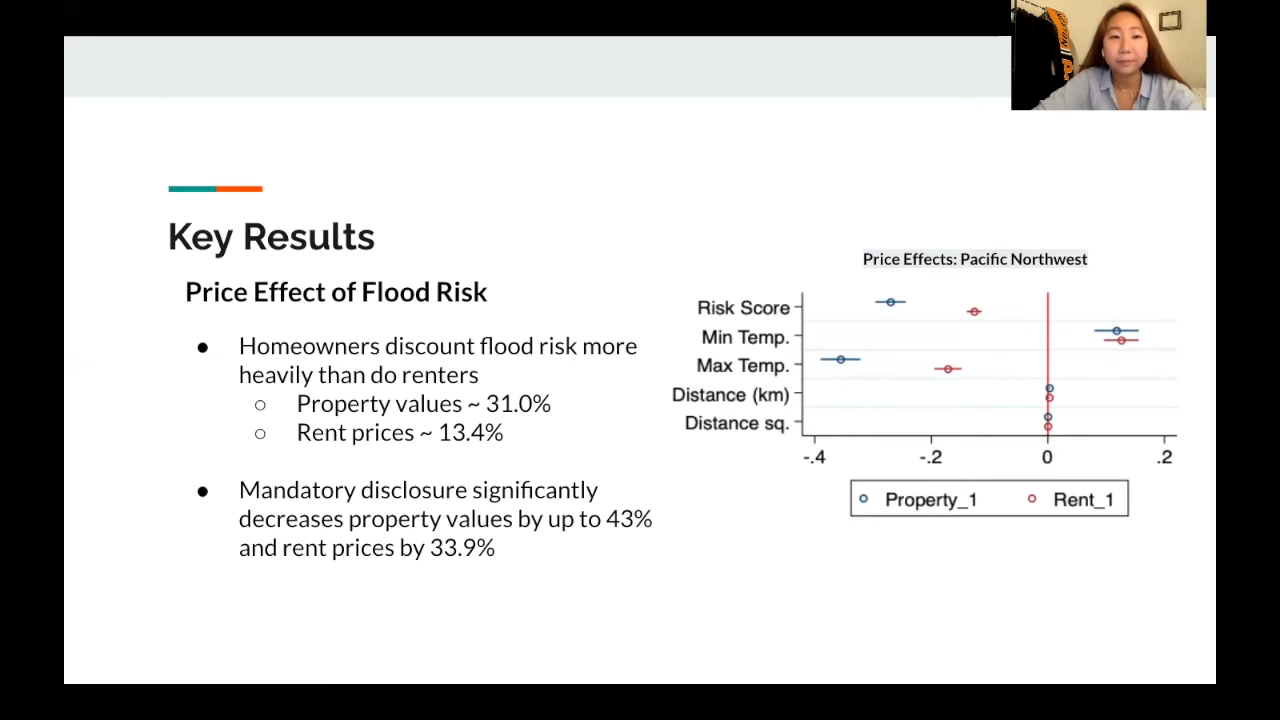 Key Results
Price Effect of Flood Risk
● Homeowners discount flood risk more
heavily than do renters
○ Property values ~ 31.0%
○ Rent prices ~ 13.4%
● Mandatory disclosure significantly
decreases property values by up to 43%
and rent prices by 33.9%
Price Effects: Pacific Northwest
Risk Score
Min Temp.
Max Temp.
Distance (km)
Distance sq.
-.4 -.2 0 .2
Property_1 Rent_1